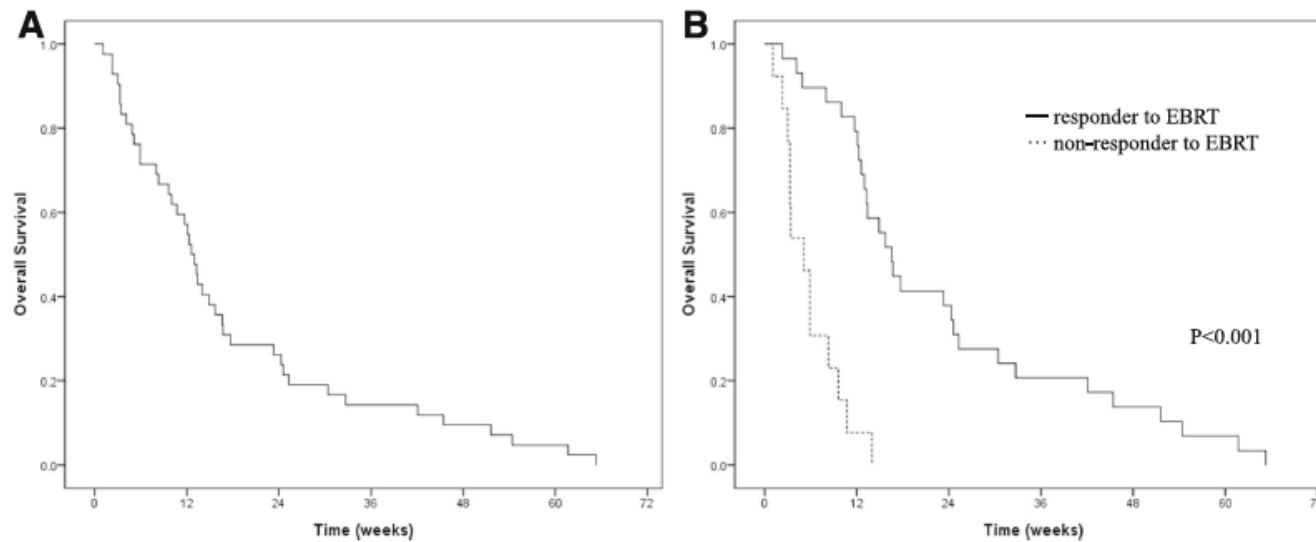 A
1.0
0.8
0.6
0.4
0.2
0.0
Overall Survival
0 12 24 36 48 60 72
Time (weeks)
B
1.0
0.8
0.6
0.4
0.2
0.0
Overall Survival
responder to EBRT
non-responder to EBRT
P<0.001
0 12 24 36 48 60
Time (weeks)